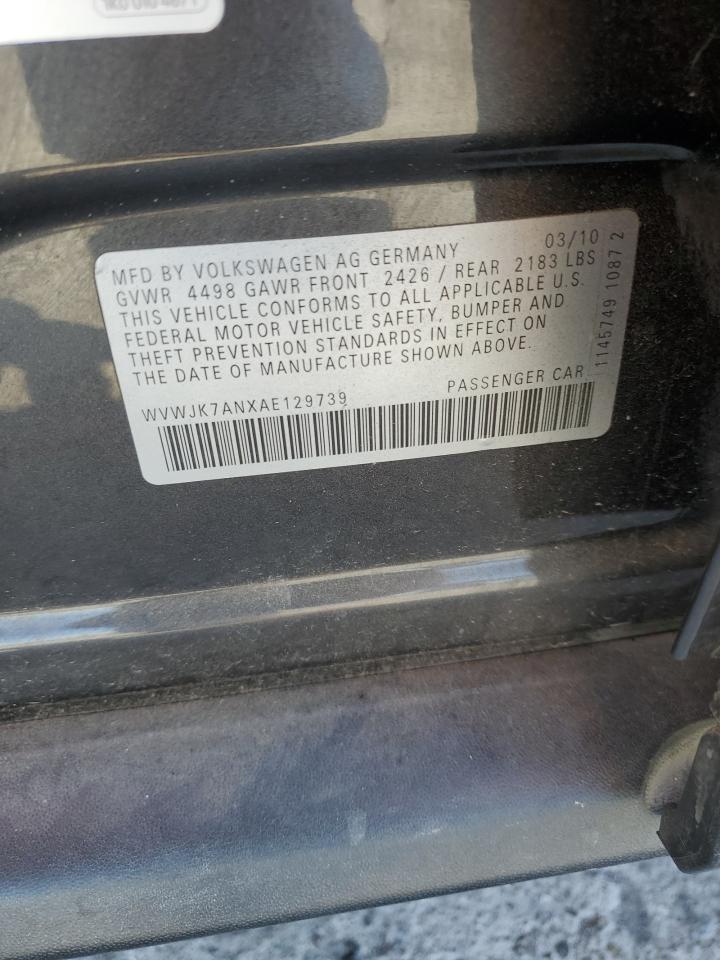 MFD BY VOLKSWAGEN AG GERMANY 03/10
GVWR 4498 GAWR FRONT 2426 / REAR 2183 LBS
THIS VEHICLE CONFORMS TO ALL APPLICABLE U.S.
FEDERAL MOTOR VEHICLE SAFETY, BUMPER AND
THEFT PREVENTION STANDARDS IN EFFECT ON
THE DATE OF MANUFACTURE SHOWN ABOVE.
WVWJK7ANXAE129739 PASSENGER CAR
1145749 1087 2